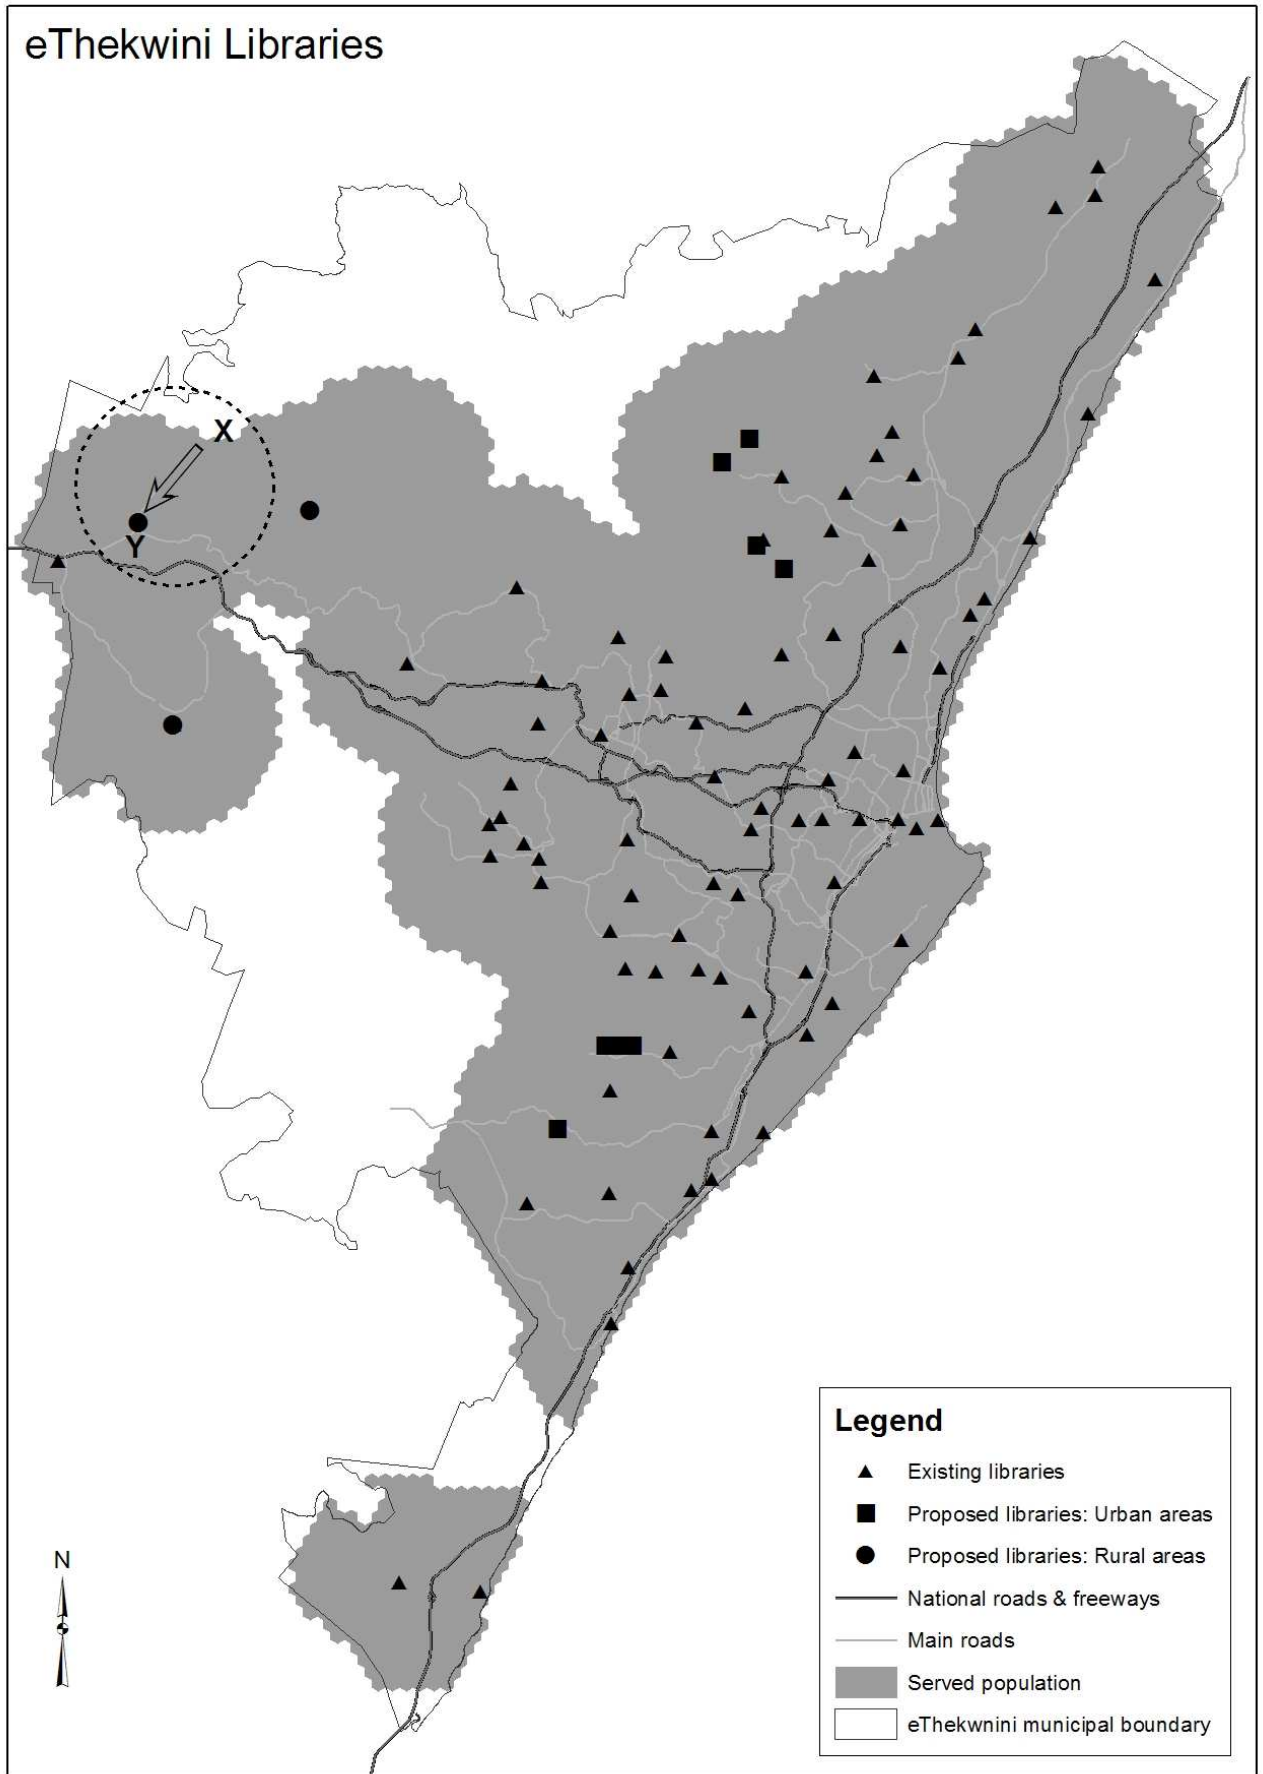 eThekwini Libraries
X
Y
N
Legend
Existing libraries
Proposed libraries: Urban areas
Proposed libraries: Rural areas
National roads & freeways
Main roads
Served population
eThekwnini municipal boundary